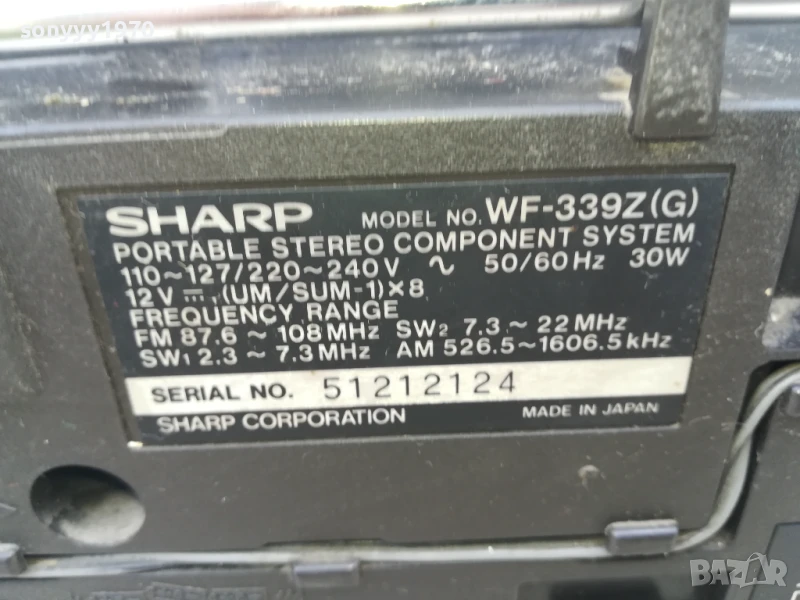 sonyyy1970
SHARP MODEL NO. WF-339Z(G)
PORTABLE STEREO COMPONENT SYSTEM
110~127/220~240V ∿ 50/60Hz 30W
12V ⎓ (UM/SUM-1)×8
FREQUENCY RANGE
FM 87.6 ~ 108MHz SW2 7.3 ~ 22MHz
SW1 2.3 ~ 7.3MHz AM 526.5~1606.5kHz
SERIAL NO. 51212124
SHARP CORPORATION MADE IN JAPAN
BAZAR